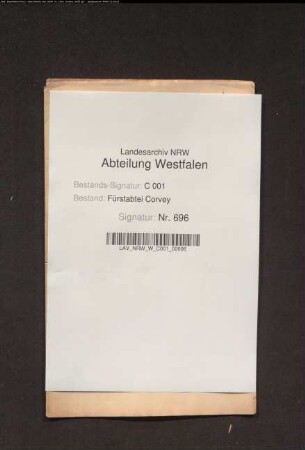 Landesarchiv NRW
Abteilung Westfalen
Bestands-Signatur: C 001
Bestand: Fürstabtei Corvey
Signatur: Nr. 696
LAV_NRW_W_C001_00696